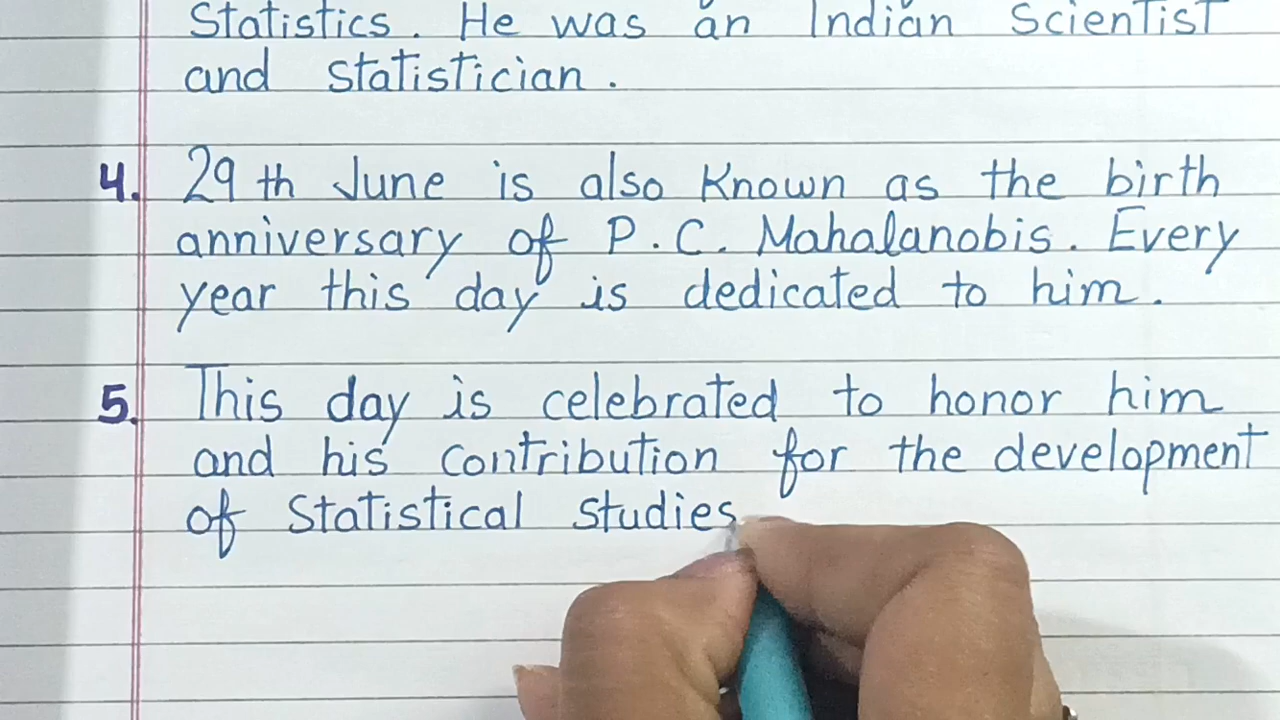 Statistics. He was an Indian Scientist
and statistician.
4. 29th June is also known as the birth
anniversary of P.C. Mahalanobis. Every
year this day is dedicated to him.
5. This day is celebrated to honor him
and his contribution for the development
of Statistical studies